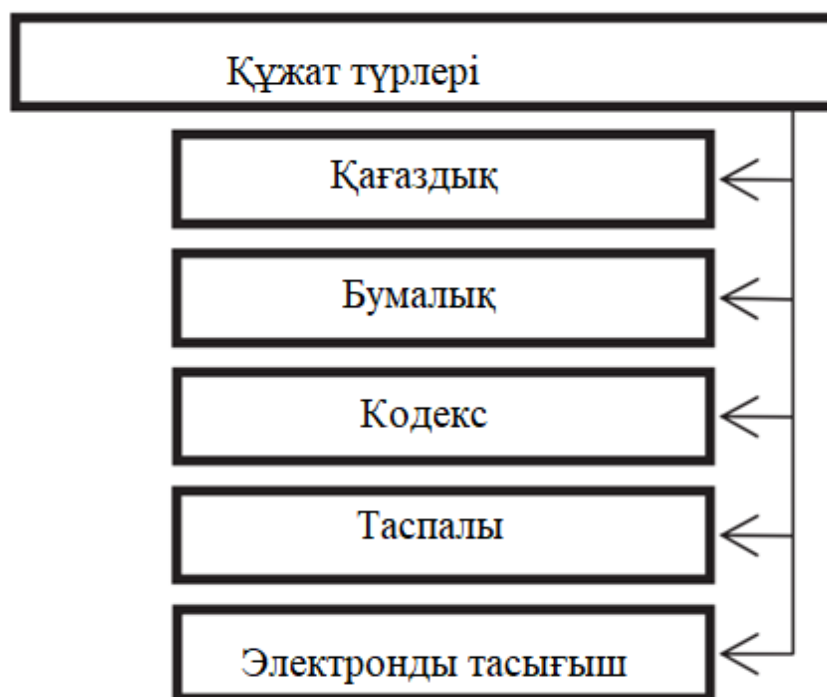 Құжат түрлері
Қағаздық
Бумалық
Кодекс
Таспалы
Электронды тасығыш